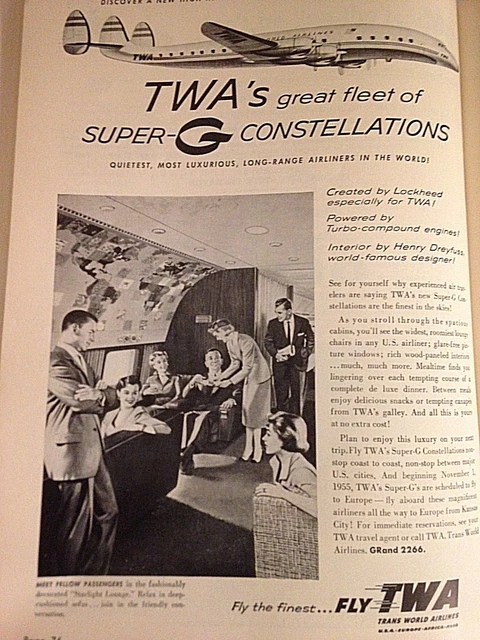 DISCOVER A NEW HIGH
TWA
TWA's great fleet of
SUPER-G CONSTELLATIONS
QUIETEST, MOST LUXURIOUS, LONG-RANGE AIRLINERS IN THE WORLD!
Created by Lockheed
especially for TWA!
Powered by
Turbo-compound engines!
Interior by Henry Dreyfuss,
world-famous designer!
See for yourself why experienced air trav-
elers are saying TWA's new Super-G Con-
stellations are the finest in the skies!
As you stroll through the spacious
cabins, you'll see the widest, roomiest lounge
chairs in any U.S. airliner; glare-free pic-
ture windows; rich wood-paneled interiors
...much, much more. Mealtime finds you
lingering over each tempting course of a
complete de luxe dinner. Between meals
enjoy delicious snacks or tempting canapes
from TWA's galley. And all this is yours
at no extra cost!
Plan to enjoy this luxury on your next
trip. Fly TWA's Super-G Constellations non-
stop coast to coast, non-stop between major
U.S. cities. And beginning November
1955, TWA's Super-G's are scheduled to fly
to Europe — fly aboard these magnificent
airliners all the way to Europe from Kansas
City! For immediate reservations, see your
TWA travel agent or call TWA, Trans World
Airlines. GRand 2266.
MEET FELLOW PASSENGERS in the fashionably
decorated "Starlight Lounge." Relax in deep-
cushioned sofas... join in the friendly con-
versation.
Fly the finest... FLY TWA
TRANS WORLD AIRLINES
U.S.A.-EUROPE-AFRICA-ASIA
Page 76